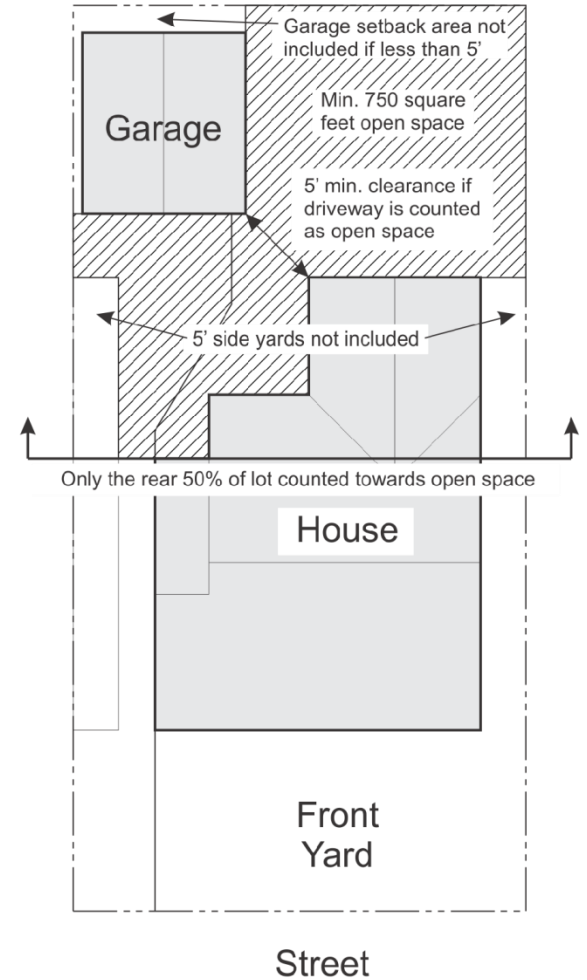 Garage setback area not
included if less than 5’
Garage
Min. 750 square
feet open space
5’ min. clearance if
driveway is counted
as open space
5’ side yards not included
Only the rear 50% of lot counted towards open space
House
Front
Yard
Street